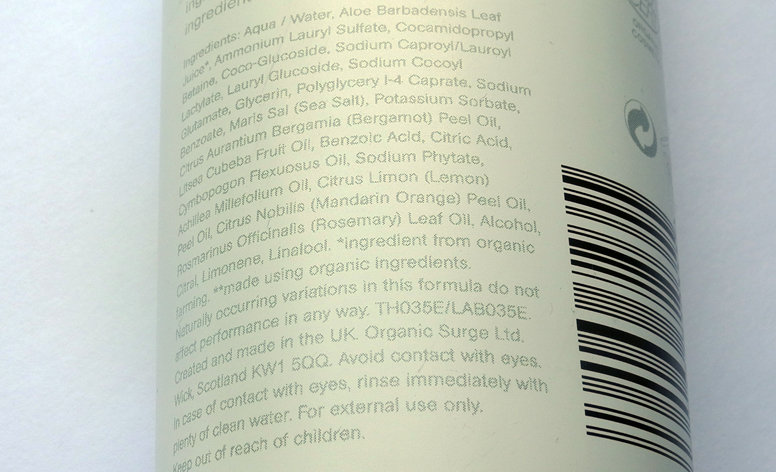 ingredien
Ingredients: Aqua / Water, Aloe Barbadensis Leaf
Juice*, Ammonium Lauryl Sulfate, Cocamidopropyl
Betaine, Coco-Glucoside, Sodium Caproyl/Lauroyl
Lactylate, Lauryl Glucoside, Sodium Cocoyl
Glutamate, Glycerin, Polyglycery l-4 Caprate, Sodium
Benzoate, Maris Sal (Sea Salt), Potassium Sorbate,
Citrus Aurantium Bergamia (Bergamot) Peel Oil,
Litsea Cubeba Fruit Oil, Benzoic Acid, Citric Acid,
Cymbopogon Flexuosus Oil, Sodium Phytate,
Achillea Millefolium Oil, Citrus Limon (Lemon)
Peel Oil, Citrus Nobilis (Mandarin Orange) Peel Oil,
Rosmarinus Officinalis (Rosemary) Leaf Oil, Alcohol,
Citral, Limonene, Linalool. *ingredient from organic
farming. **made using organic ingredients.
Naturally occurring variations in this formula do not
affect performance in any way. TH035E/LAB035E
Created and made in the UK. Organic Surge Ltd.
Wick, Scotland KW1 5QQ. Avoid contact with eyes.
In case of contact with eyes, rinse immediately with
plenty of clean water. For external use only.
Keep out of reach of children.